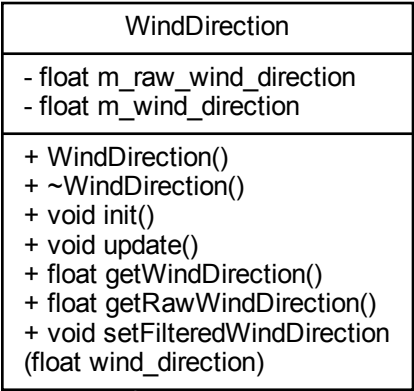 WindDirection
- float m_raw_wind_direction
- float m_wind_direction
+ WindDirection()
+ ~WindDirection()
+ void init()
+ void update()
+ float getWindDirection()
+ float getRawWindDirection()
+ void setFilteredWindDirection
(float wind_direction)